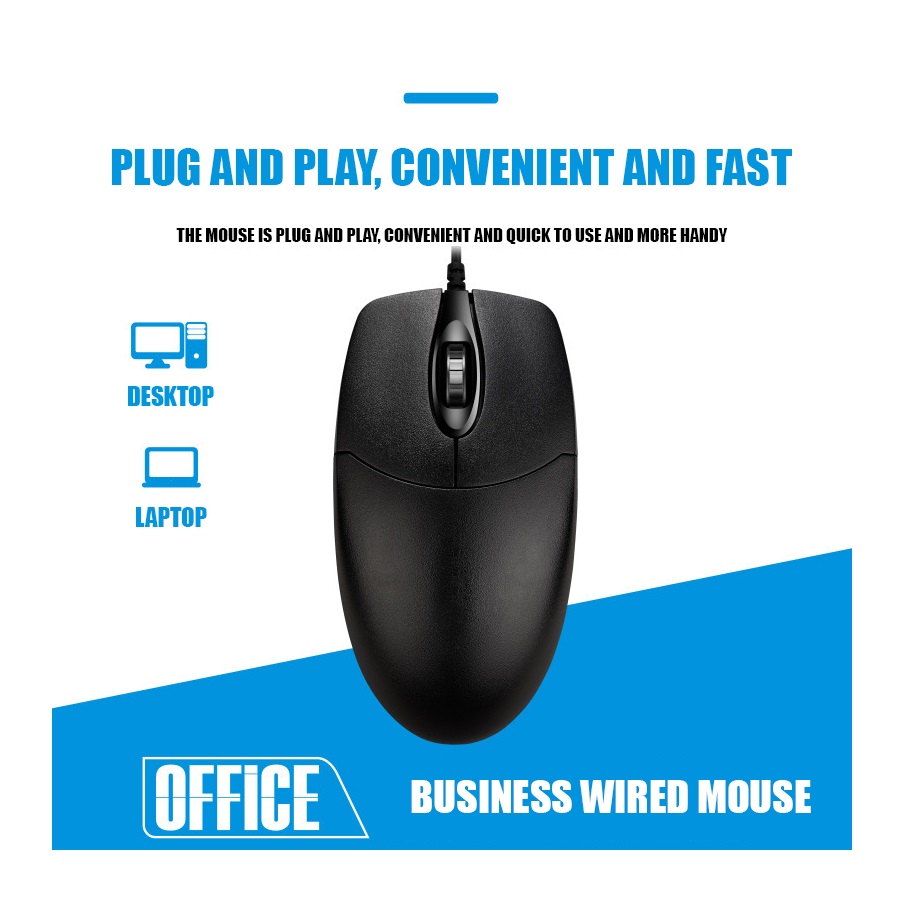 PLUG AND PLAY, CONVENIENT AND FAST
THE MOUSE IS PLUG AND PLAY, CONVENIENT AND QUICK TO USE AND MORE HANDY
DESKTOP
LAPTOP
OFFiCE
BUSINESS WIRED MOUSE